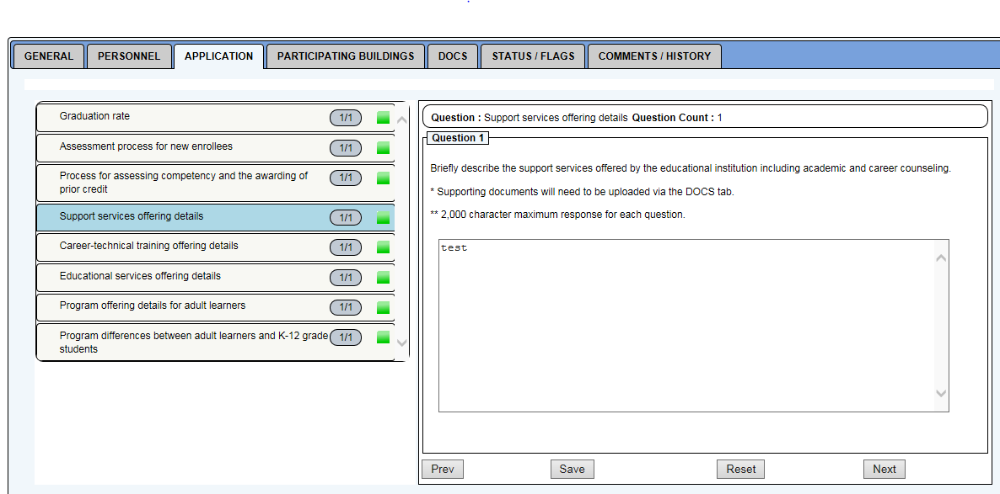 GENERAL PERSONNEL APPLICATION PARTICIPATING BUILDINGS DOCS STATUS / FLAGS COMMENTS / HISTORY
Graduation rate 1/1
Assessment process for new enrollees 1/1
Process for assessing competency and the awarding of 1/1
prior credit
Support services offering details 1/1
Career-technical training offering details 1/1
Educational services offering details 1/1
Program offering details for adult learners 1/1
Program differences between adult learners and K-12 grade 1/1
students
Question : Support services offering details Question Count : 1
Question 1
Briefly describe the support services offered by the educational institution including academic and career counseling.
* Supporting documents will need to be uploaded via the DOCS tab.
** 2,000 character maximum response for each question.
test
Prev Save Reset Next